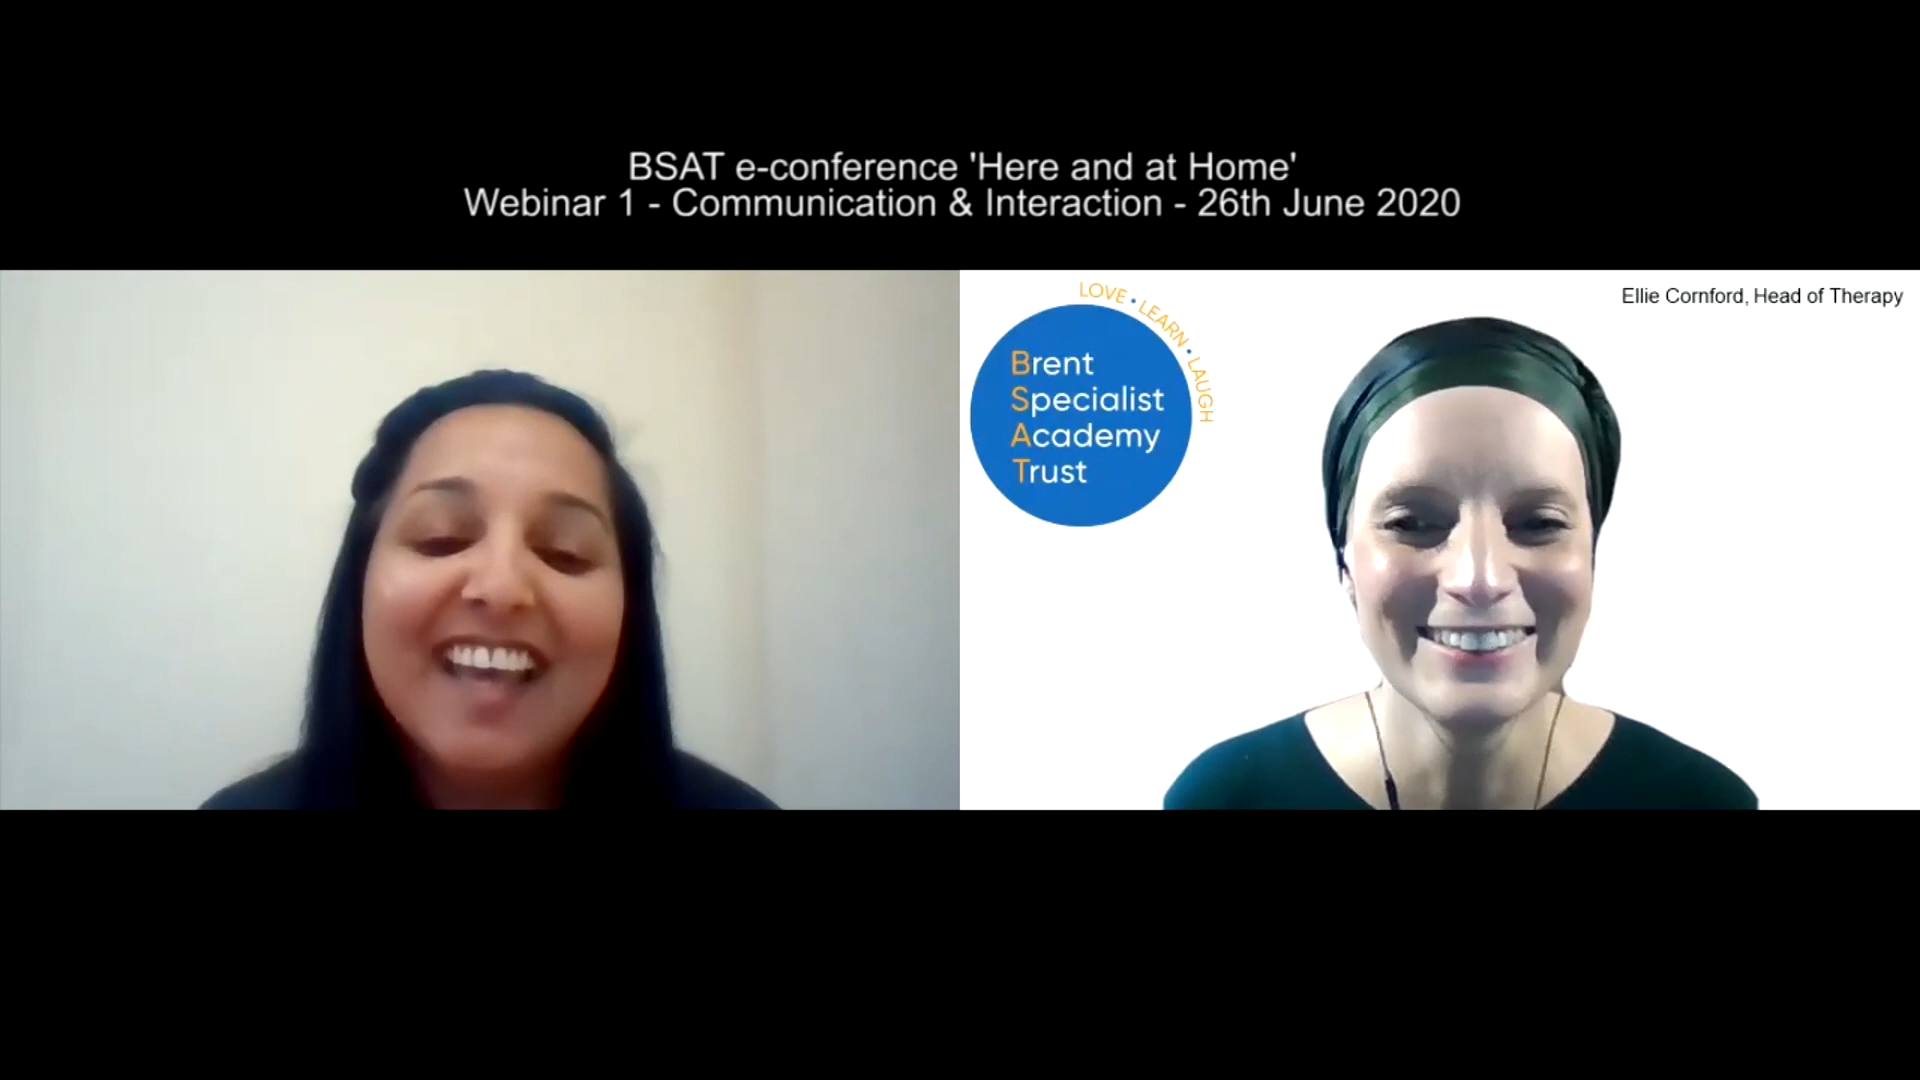 BSAT e-conference 'Here and at Home'
Webinar 1 - Communication & Interaction - 26th June 2020
LOVE • LEARN • LAUGH
Brent
Specialist
Academy
Trust
Ellie Cornford, Head of Therapy